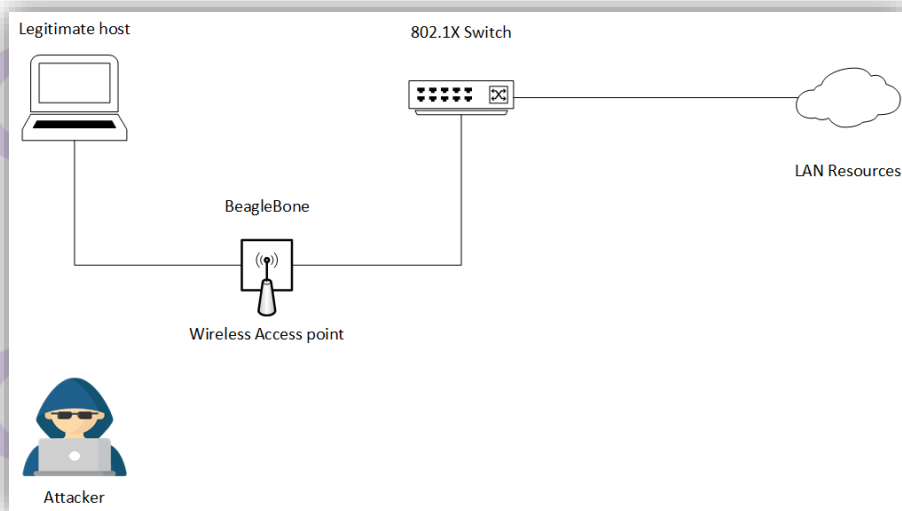 Legitimate host
802.1X Switch
LAN Resources
BeagleBone
Wireless Access point
Attacker